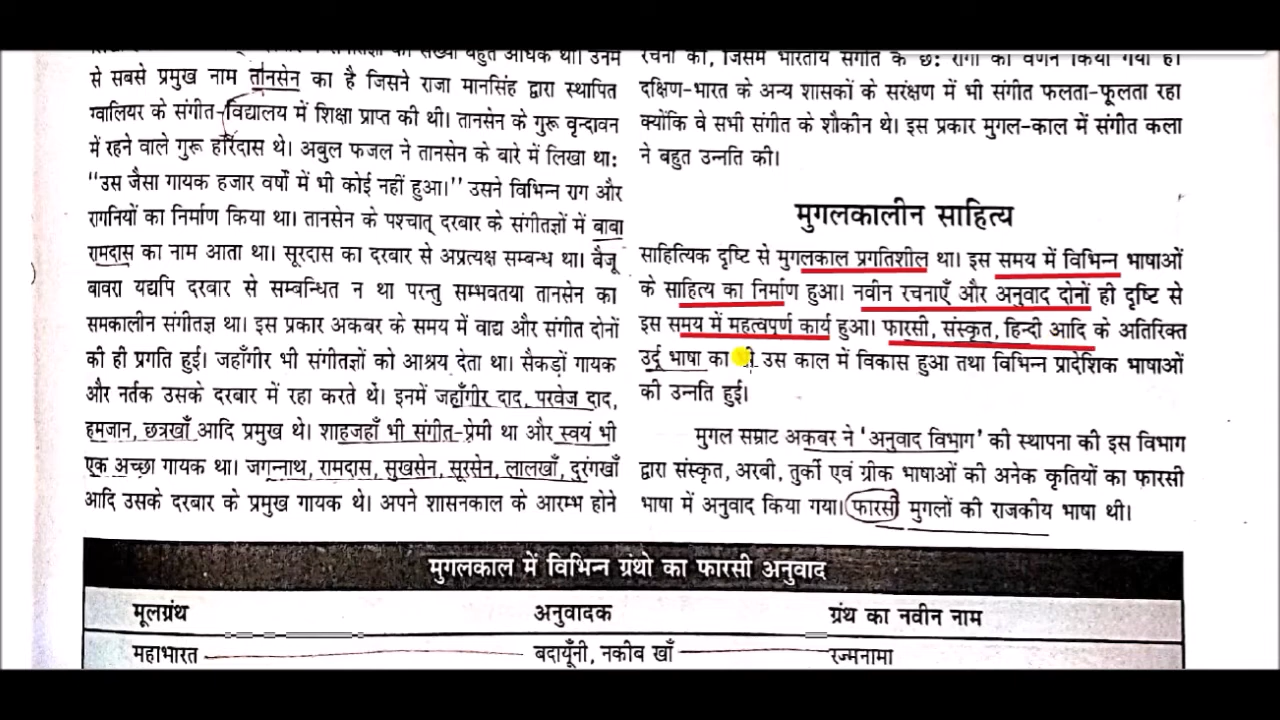 से सबसे प्रमुख नाम तानसेन का है जिसने राजा मानसिंह द्वारा स्थापित
ग्वालियर के संगीत-विद्यालय में शिक्षा प्राप्त की थी। तानसेन के गुरू वृन्दावन
में रहने वाले गुरू हरिदास थे। अबुल फजल ने तानसेन के बारे में लिखा था:
“उस जैसा गायक हजार वर्षो में भी कोई नहीं हुआ।” उसने विभिन्न राग और
रागनियों का निर्माण किया था। तानसेन के पश्चात् दरबार के संगीतज्ञों में बाबा
रामदास का नाम आता था। सूरदास का दरबार से अप्रत्यक्ष सम्बन्ध था। बैजू
बावरा यद्यपि दरबार से सम्बन्धित न था परन्तु सम्भवतया तानसेन का
समकालीन संगीतज्ञ था। इस प्रकार अकबर के समय में वाद्य और संगीत दोनों
की ही प्रगति हुई। जहाँगीर भी संगीतज्ञों को आश्रय देता था। सैकड़ों गायक
और नर्तक उसके दरबार में रहा करते थें। इनमें जहाँगीर दाद, परवेज दाद,
हमजान, छत्रखाँ आदि प्रमुख थे। शाहजहाँ भी संगीत-प्रेमी था और स्वयं भी
एक अच्छा गायक था। जगन्नाथ, रामदास, सुखसेन, सूरसेन, लालखाँ, दुरंगखाँ
आदि उसके दरबार के प्रमुख गायक थे। अपने शासनकाल के आरम्भ होने
रचना की, जिसमें भारतीय संगीत के छ: रागों का वर्णन किया गया है।
दक्षिण-भारत के अन्य शासकों के सरंक्षण में भी संगीत फलता-फूलता रहा
क्योंकि वे सभी संगीत के शौकीन थे। इस प्रकार मुगल-काल में संगीत कला
ने बहुत उन्नति की।
मुगलकालीन साहित्य
साहित्यिक दृष्टि से मुगलकाल प्रगतिशील था। इस समय में विभिन्न भाषाओं
के साहित्य का निर्माण हुआ। नवीन रचनाएँ और अनुवाद दोनों ही दृष्टि से
इस समय में महत्वपूर्ण कार्य हुआ। फारसी, संस्कृत, हिन्दी आदि के अतिरिक्त
उर्दू भाषा का उस काल में विकास हुआ तथा विभिन्न प्रादेशिक भाषाओं
की उन्नति हुई।
मुगल सम्राट अकबर ने ‘अनुवाद विभाग’ की स्थापना की इस विभाग
द्वारा संस्कृत, अरबी, तुर्की एवं ग्रीक भाषाओं की अनेक कृतियों का फारसी
भाषा में अनुवाद किया गया। फारसी मुगलों की राजकीय भाषा थी।
मुगलकाल में विभिन्न ग्रंथो का फारसी अनुवाद
मूलग्रंथ अनुवादक ग्रंथ का नवीन नाम
महाभारत बदायूँनी, नकीब खाँ रज्मनामा